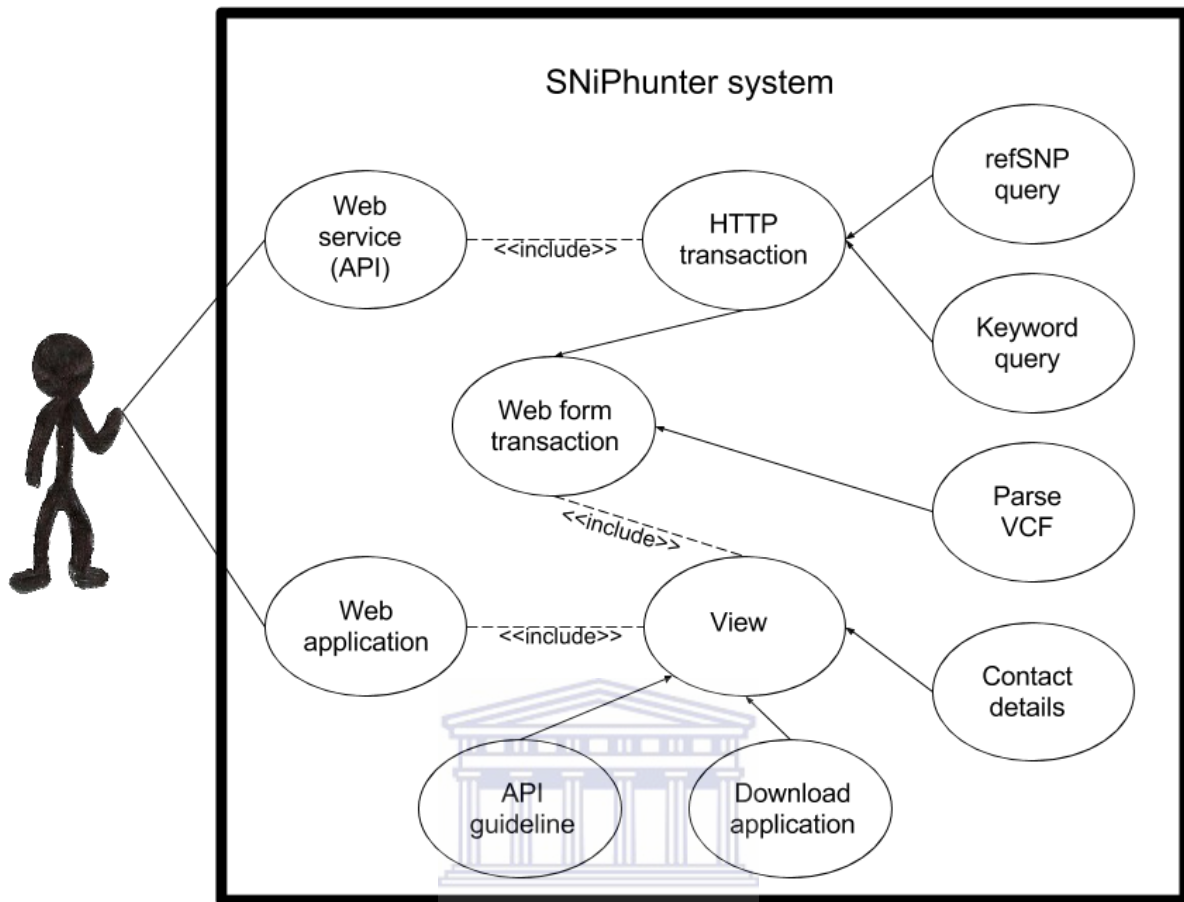 SNiPhunter system
refSNP
query
Web
service
(API)
<<include>>
HTTP
transaction
Keyword
query
Web form
transaction
Parse
VCF
<<include>>
Web
application
<<include>>
View
Contact
details
API
guideline
Download
application